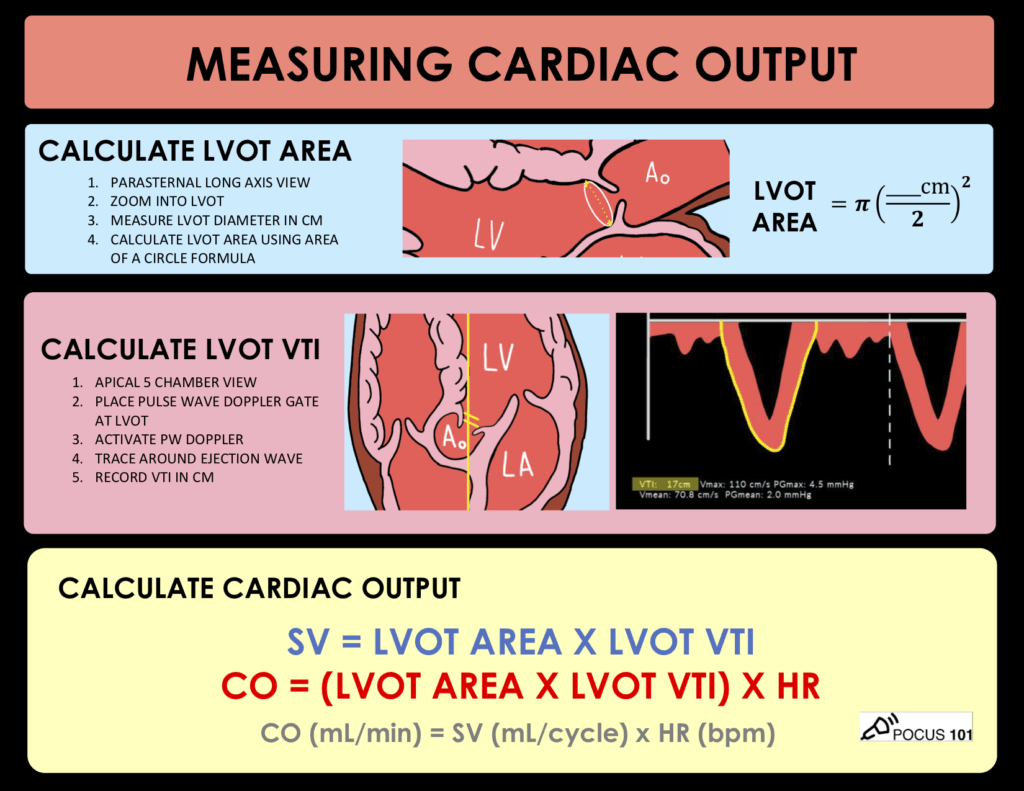 MEASURING CARDIAC OUTPUT
CALCULATE LVOT AREA
1. PARASTERNAL LONG AXIS VIEW
2. ZOOM INTO LVOT
3. MEASURE LVOT DIAMETER IN CM
4. CALCULATE LVOT AREA USING AREA
OF A CIRCLE FORMULA
LV
Ao
LVOT
AREA
= π (___cm / 2)²
CALCULATE LVOT VTI
1. APICAL 5 CHAMBER VIEW
2. PLACE PULSE WAVE DOPPLER GATE
AT LVOT
3. ACTIVATE PW DOPPLER
4. TRACE AROUND EJECTION WAVE
5. RECORD VTI IN CM
LV
Ao
LA
VTI: 17cm Vmax: 110 cm/s PGmax: 4.5 mmHg
Vmean: 70.8 cm/s PGmean: 2.0 mmHg
CALCULATE CARDIAC OUTPUT
SV = LVOT AREA X LVOT VTI
CO = (LVOT AREA X LVOT VTI) X HR
CO (mL/min) = SV (mL/cycle) x HR (bpm)
POCUS 101